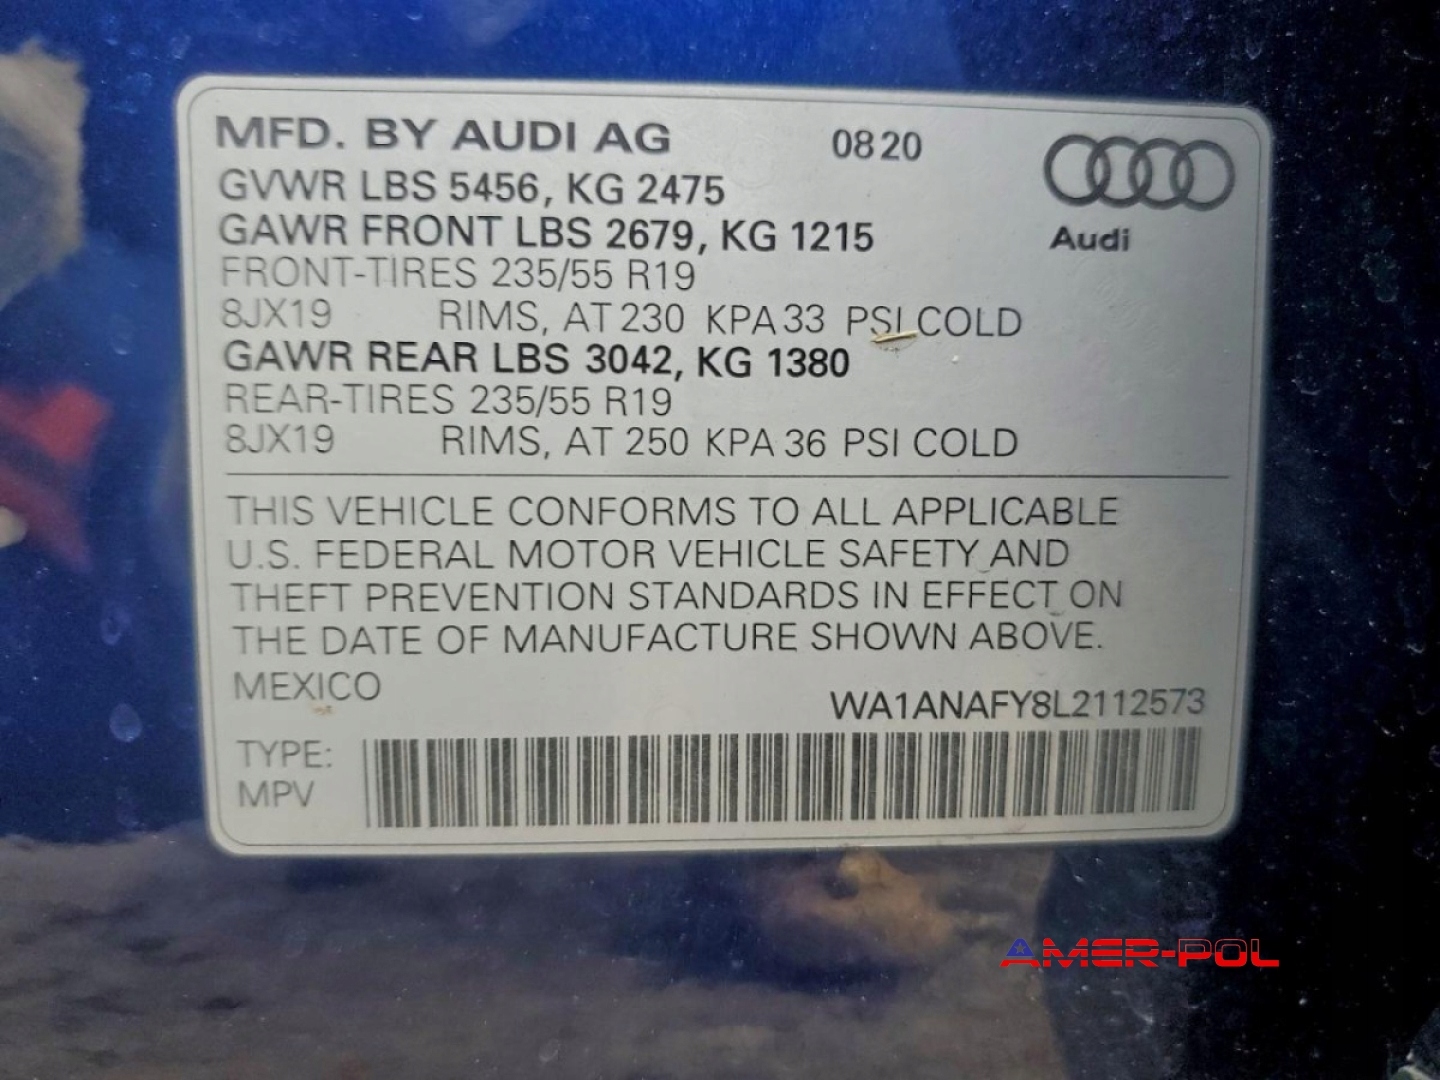 MFD. BY AUDI AG 08 20
Audi
GVWR LBS 5456, KG 2475
GAWR FRONT LBS 2679, KG 1215
FRONT-TIRES 235/55 R19
8JX19 RIMS, AT 230 KPA 33 PSI COLD
GAWR REAR LBS 3042, KG 1380
REAR-TIRES 235/55 R19
8JX19 RIMS, AT 250 KPA 36 PSI COLD
THIS VEHICLE CONFORMS TO ALL APPLICABLE
U.S. FEDERAL MOTOR VEHICLE SAFETY AND
THEFT PREVENTION STANDARDS IN EFFECT ON
THE DATE OF MANUFACTURE SHOWN ABOVE.
MEXICO WA1ANAFY8L2112573
TYPE:
MPV
AMER-POL